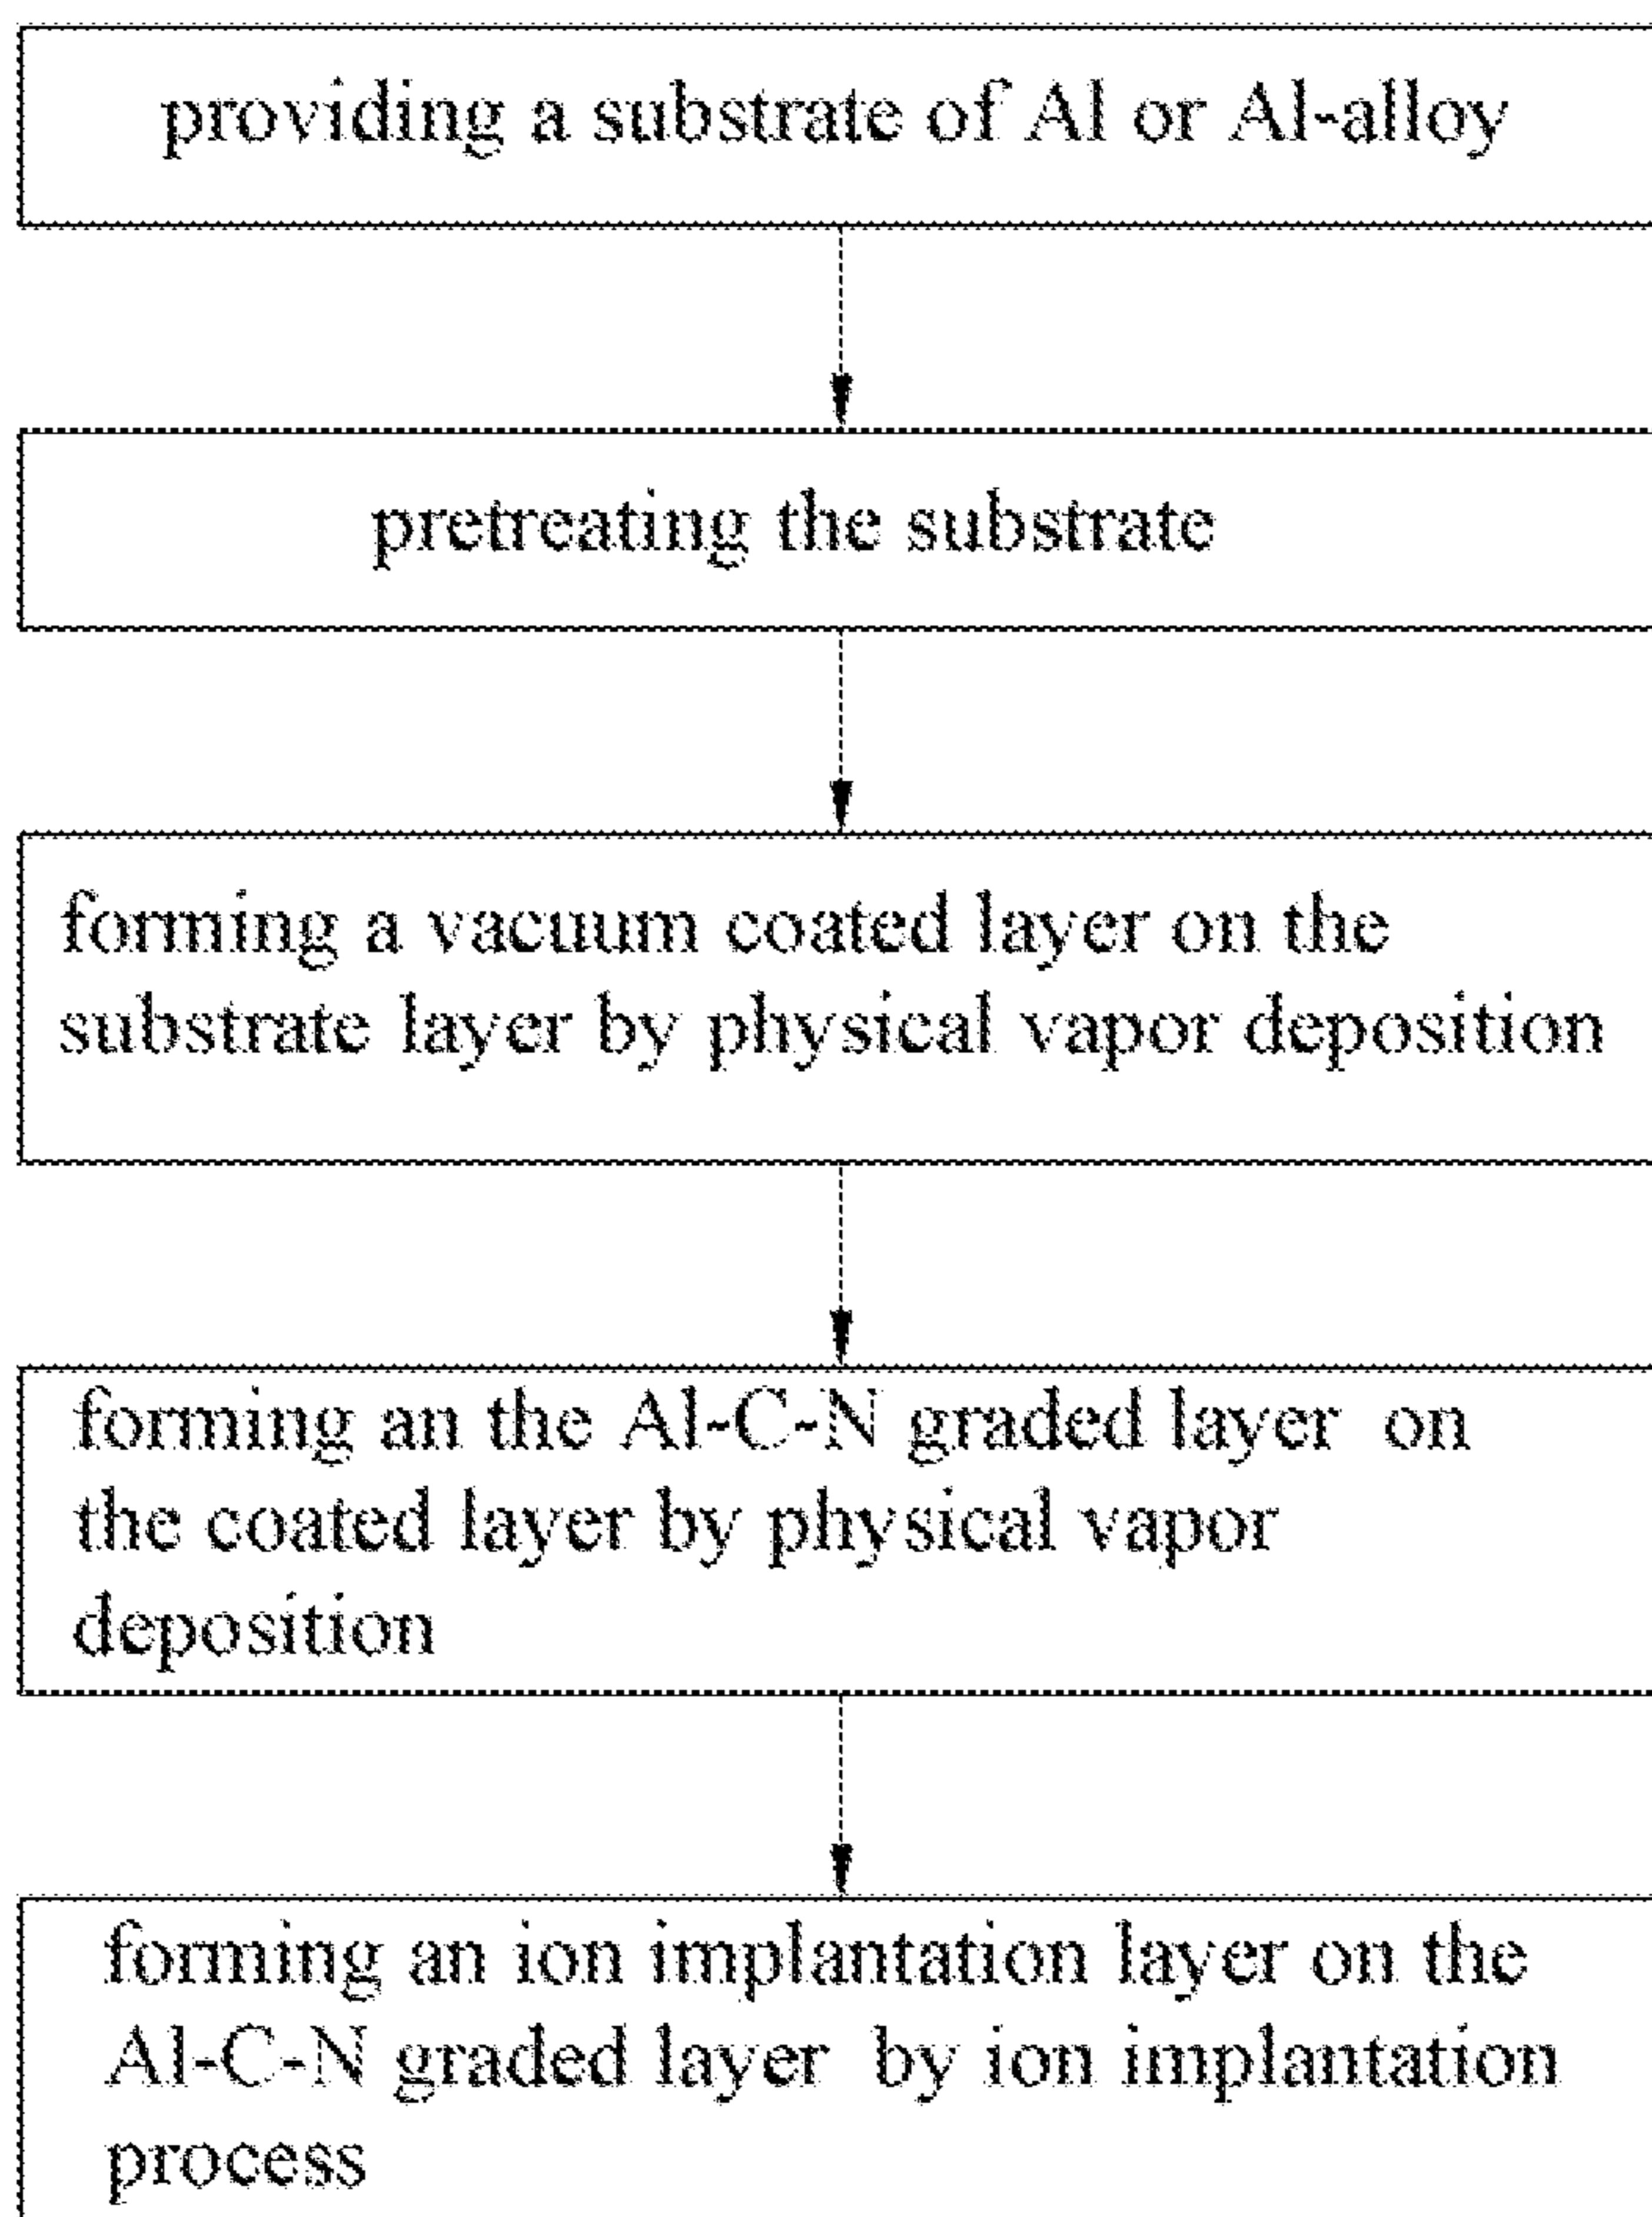 providing a substrate of Al or Al-alloy
pretreating the substrate
forming a vacuum coated layer on the
substrate layer by physical vapor deposition
forming an the Al-C-N graded layer on
the coated layer by physical vapor
deposition
forming an ion implantation layer on the
Al-C-N graded layer by ion implantation
process